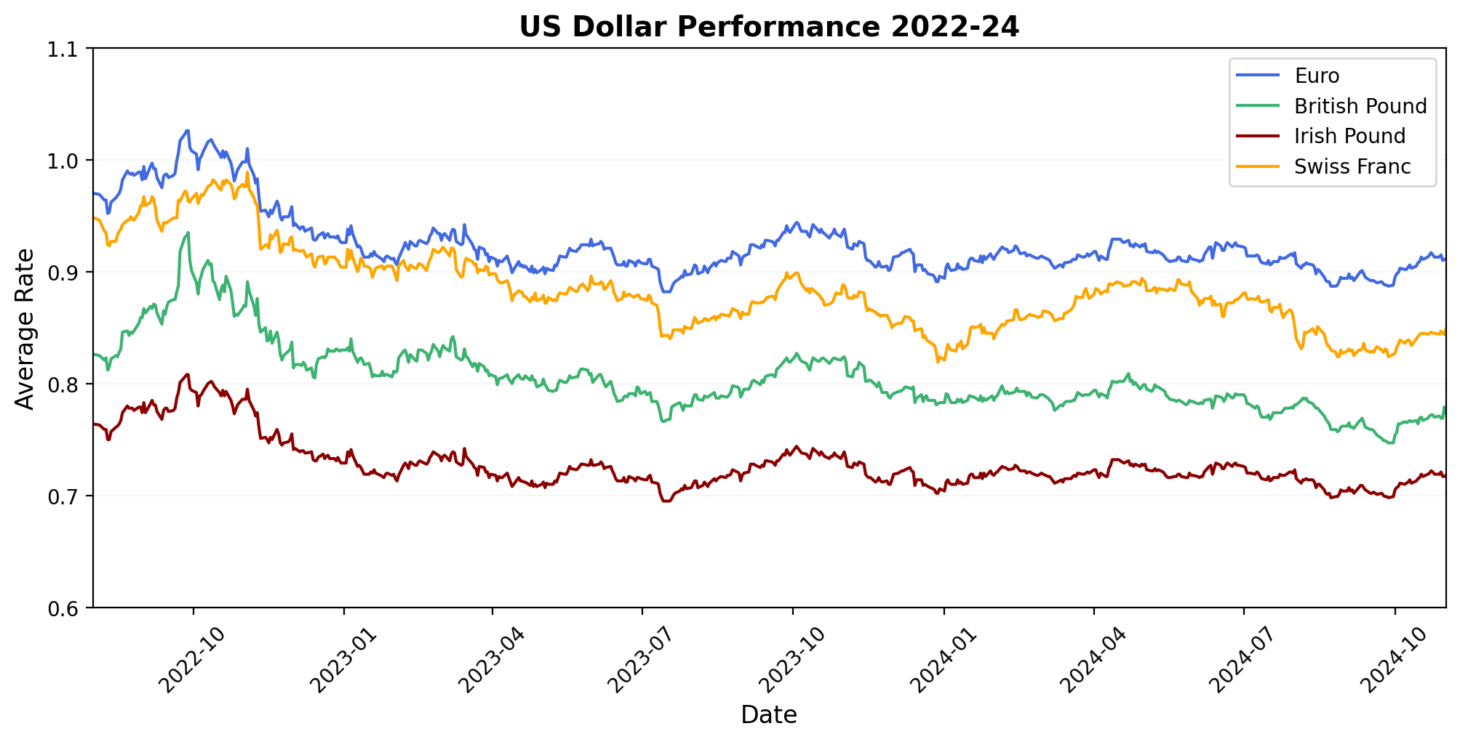 US Dollar Performance 2022-24
1.1
1.0
0.9
0.8
0.7
0.6
Average Rate
Euro
British Pound
Irish Pound
Swiss Franc
2022-10
2023-01
2023-04
2023-07
2023-10
2024-01
2024-04
2024-07
2024-10
Date